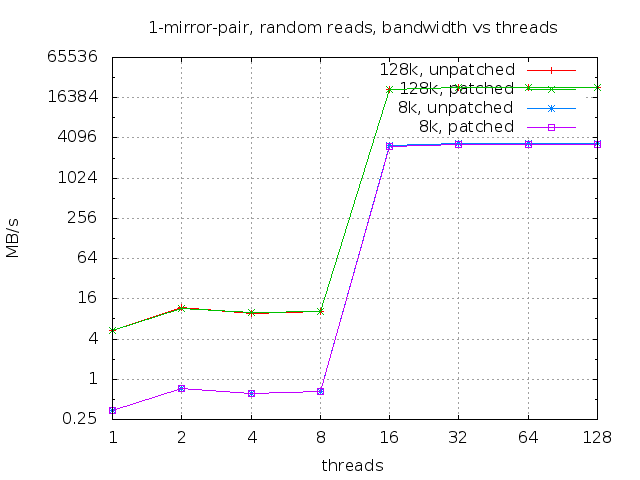 1-mirror-pair, random reads, bandwidth vs threads
65536
16384
4096
1024
256
64
16
4
1
0.25
MB/s
128k, unpatched
128k, patched
8k, unpatched
8k, patched
1 2 4 8 16 32 64 128
threads